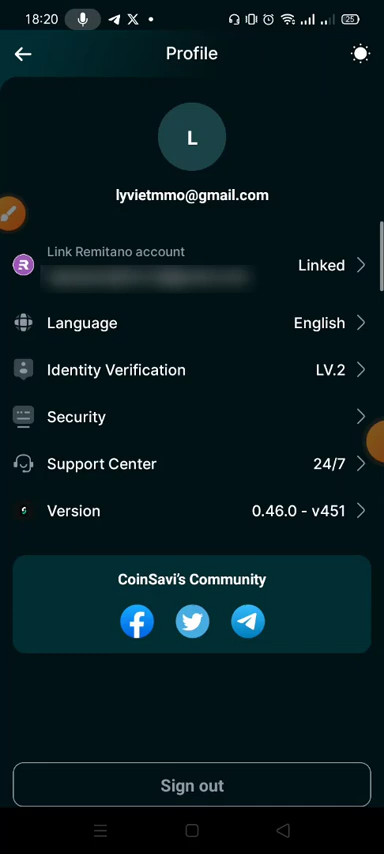 18:20
25
Profile
L
lyvietmmo@gmail.com
Link Remitano account
Linked
Language
English
Identity Verification
LV.2
Security
Support Center
24/7
Version
0.46.0 - v451
CoinSavi's Community
Sign out